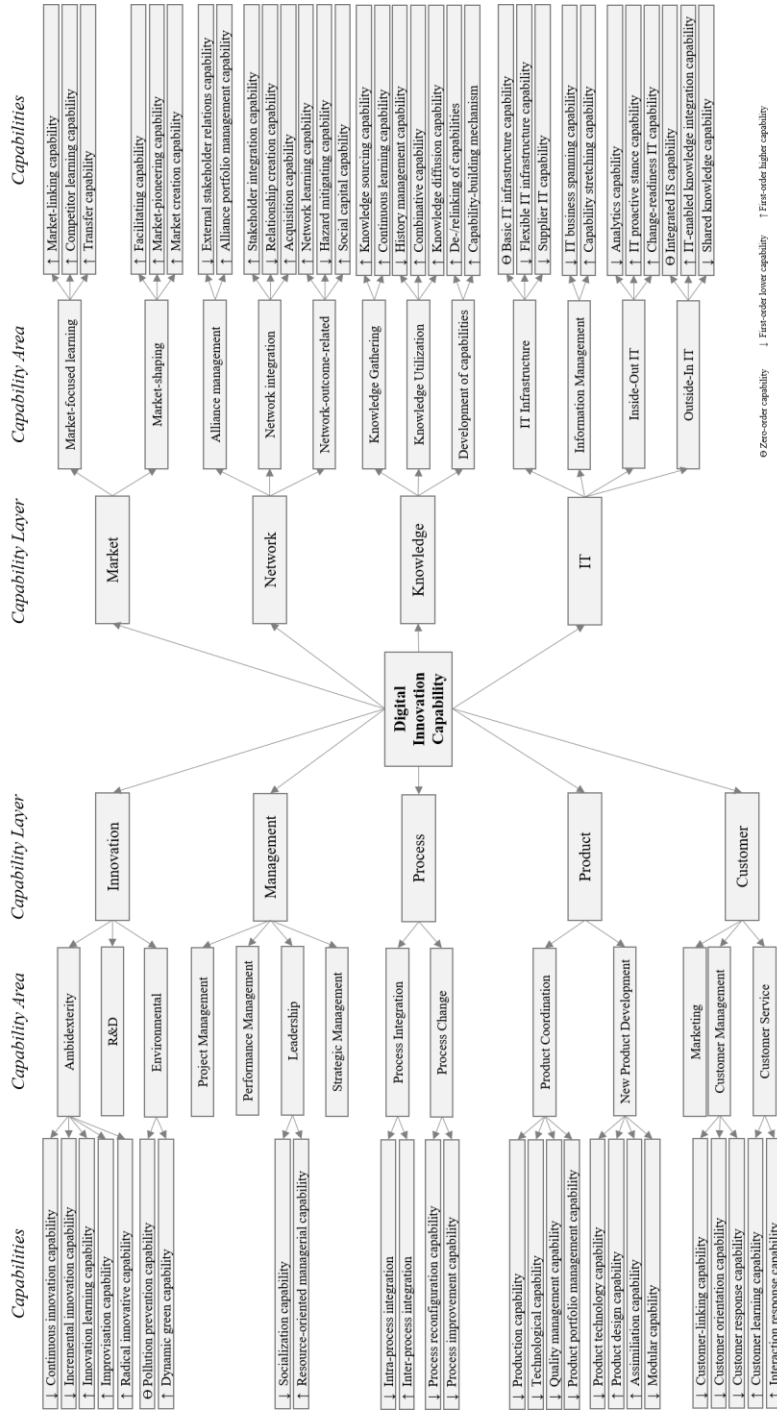 Capabilities
Capability Area
Capability Layer
Capability Layer
Capability Area
Capabilities
↓ Continuous innovation capability
↓ Incremental innovation capability
↑ Innovation learning capability
↑ Improvisation capability
↑ Radical innovative capability
Ө Pollution prevention capability
↑ Dynamic green capability
Ambidexterity
R&D
Environmental
Innovation
↓ Socialization capability
↑ Resource-oriented managerial capability
Project Management
Performance Management
Leadership
Strategic Management
Management
↓ Intra-process integration
↑ Inter-process integration
↓ Process reconfiguration capability
↓ Process improvement capability
Process Integration
Process Change
Process
↓ Production capability
↓ Technological capability
↓ Quality management capability
↓ Product portfolio management capability
↓ Product technology capability
↑ Product design capability
↑ Assimiliation capability
↓ Modular capability
Product Coordination
New Product Development
Product
↓ Customer-linking capability
↓ Customer orientation capability
↓ Customer response capability
↑ Customer learning capability
↑ Interaction response capability
Marketing
Customer Management
Customer Service
Customer
Digital
Innovation
Capability
Market
Market-focused learning
Market-shaping
↑ Market-linking capability
↑ Competitor learning capability
↑ Transfer capability
↑ Facilitating capability
↑ Market-pioneering capability
↑ Market creation capability
Network
Alliance management
Network integration
Network-outcome-related
↓ External stakeholder relations capability
↑ Alliance portfolio management capability
↑ Stakeholder integration capability
↓ Relationship creation capability
↑ Acquisition capability
↑ Network learning capability
↓ Hazard mitigating capability
↑ Social capital capability
Knowledge
Knowledge Gathering
Knowledge Utilization
Development of capabilities
↑ Knowledge sourcing capability
↑ Continuous learning capability
↓ History management capability
↑ Combinative capability
↑ Knowledge diffusion capability
↑ De-/relinking of capabilities
↑ Capability-building mechanism
IT
IT Infrastructure
Information Management
Inside-Out IT
Outside-In IT
Ө Basic IT infrastructure capability
↓ Flexible IT infrastructure capability
↓ Supplier IT capability
↓ IT business spanning capability
↑ Capability stretching capability
↓ Analytics capability
↑ IT proactive stance capability
↑ Change-readiness IT capability
Ө Integrated IS capability
↑ IT-enabled knowledge integration capability
↓ Shared knowledge capability
Ө Zero-order capability
↓ First-order lower capability
↑ First-order higher capability